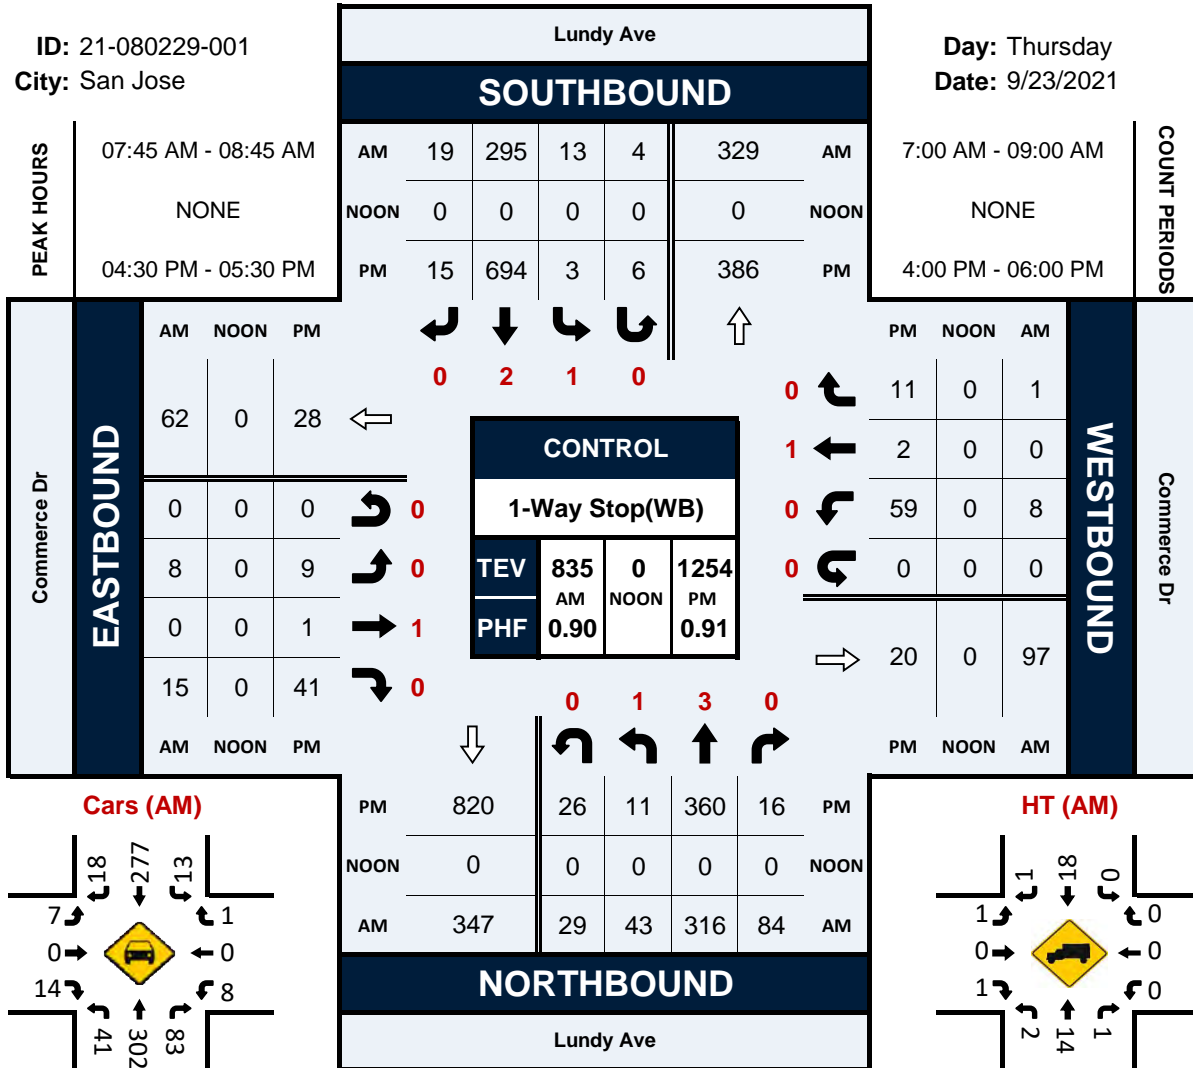 Lundy Ave
ID: 21-080229-001
Day: Thursday
City: San Jose
Date: 9/23/2021
SOUTHBOUND
PEAK HOURS
07:45 AM - 08:45 AM
NONE
04:30 PM - 05:30 PM
AM 19 295 13 4 329 AM
NOON 0 0 0 0 0 NOON
PM 15 694 3 6 386 PM
7:00 AM - 09:00 AM
NONE
4:00 PM - 06:00 PM
COUNT PERIODS
0 2 1 0
Commerce Dr
EASTBOUND
AM NOON PM
62 0 28
0 0 0 0
8 0 9 0
0 0 1 1
15 0 41 0
AM NOON PM
CONTROL
1-Way Stop(WB)
TEV 835 0 1254
AM NOON PM
PHF 0.90 0.91
PM NOON AM
0 11 0 1
1 2 0 0
0 59 0 8
0 0 0 0
20 0 97
PM NOON AM
WESTBOUND
Commerce Dr
0 1 3 0
PM 820 26 11 360 16 PM
NOON 0 0 0 0 0 NOON
AM 347 29 43 316 84 AM
NORTHBOUND
Lundy Ave
Cars (AM)
18 277 13
7 1
0 0
14 8
41 302 83
HT (AM)
1 18 0
1 0
0 0
1 0
2 14 1